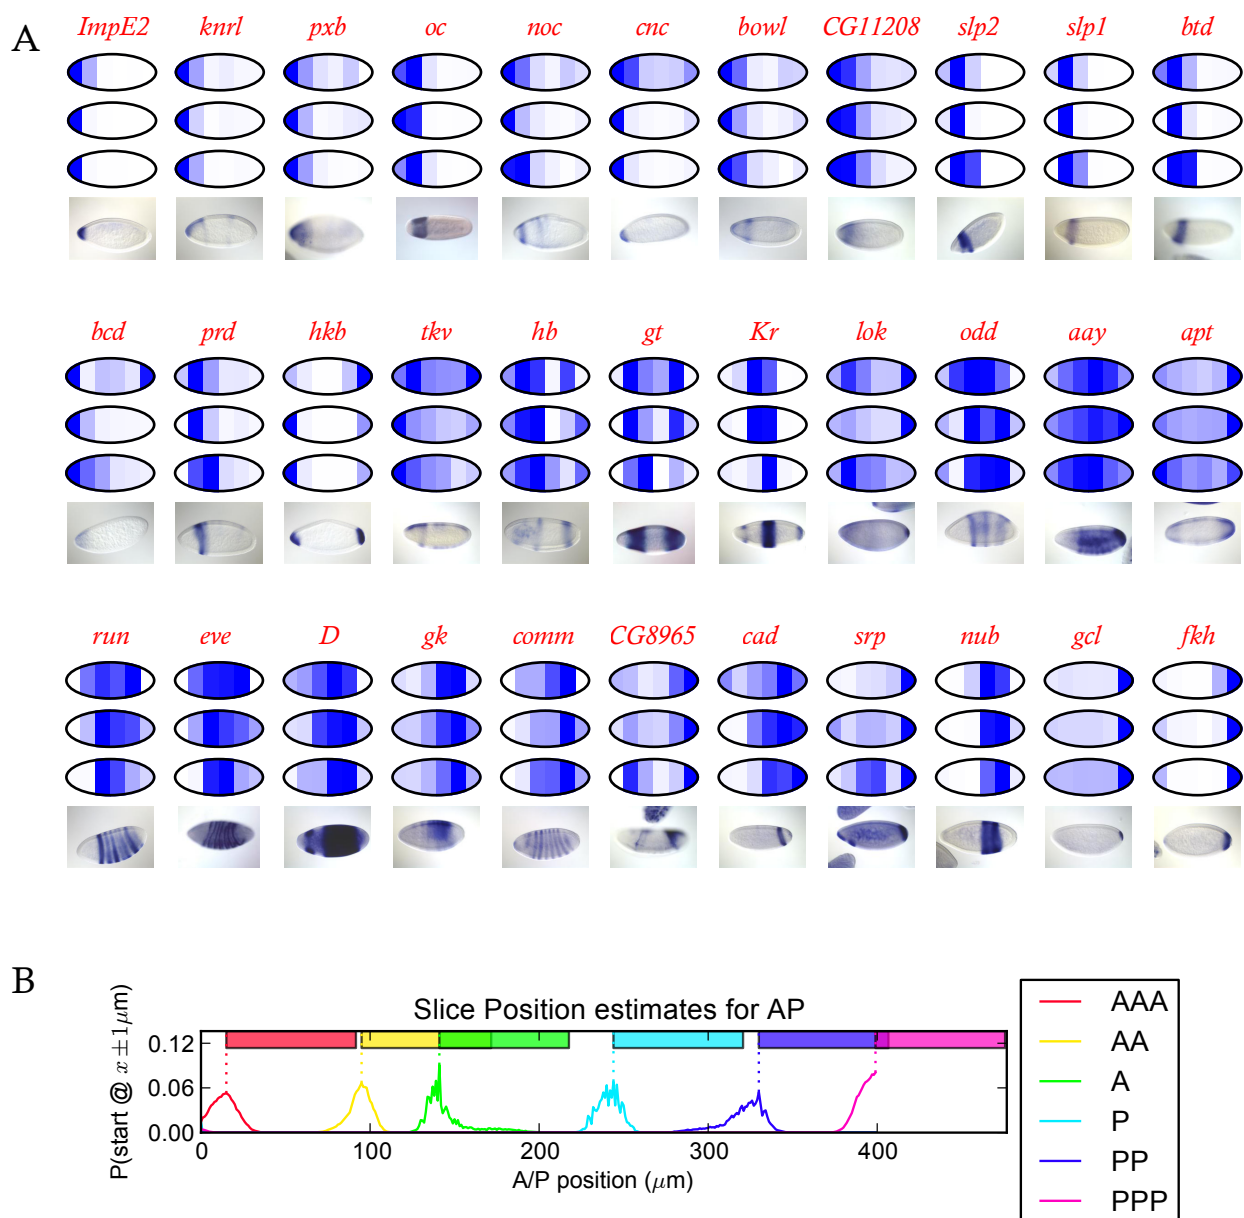 A
ImpE2 knrl pxb oc noc cnc bowl CG11208 slp2 slp1 btd
bcd prd hkb tkv hb gt Kr lok odd aay apt
run eve D gk comm CG8965 cad srp nub gcl fkh
B
Slice Position estimates for AP
P(start @ x ± 1μm)
0.12
0.06
0.00
0 100 200 300 400
A/P position (μm)
AAA
AA
A
P
PP
PPP